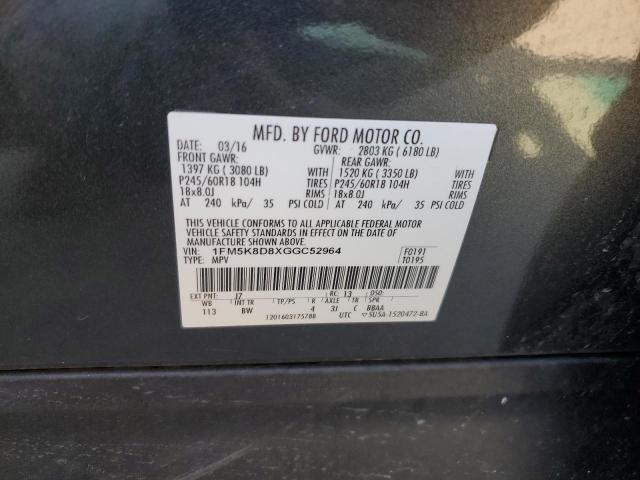 MFD. BY FORD MOTOR CO.
DATE: 03/16 GVWR: 2803 KG ( 6180 LB)
FRONT GAWR: REAR GAWR:
1397 KG ( 3080 LB) WITH 1520 KG ( 3350 LB) WITH
P245/60R18 104H TIRES P245/60R18 104H TIRES
18x8.0J RIMS 18x8.0J RIMS
AT 240 kPa/ 35 PSI COLD AT 240 kPa/ 35 PSI COLD
THIS VEHICLE CONFORMS TO ALL APPLICABLE FEDERAL MOTOR
VEHICLE SAFETY STANDARDS IN EFFECT ON THE DATE OF
MANUFACTURE SHOWN ABOVE.
VIN: 1FM5K8D8XGGC52964 F0191
TYPE: MPV T0195
EXT PNT: J7 RC: 13 DSO:
WB INT TR TP/PS R AXLE TR SPR
113 BW 4 3J C BBAA
1201603175788 UTC 5U5A-1520472-BA